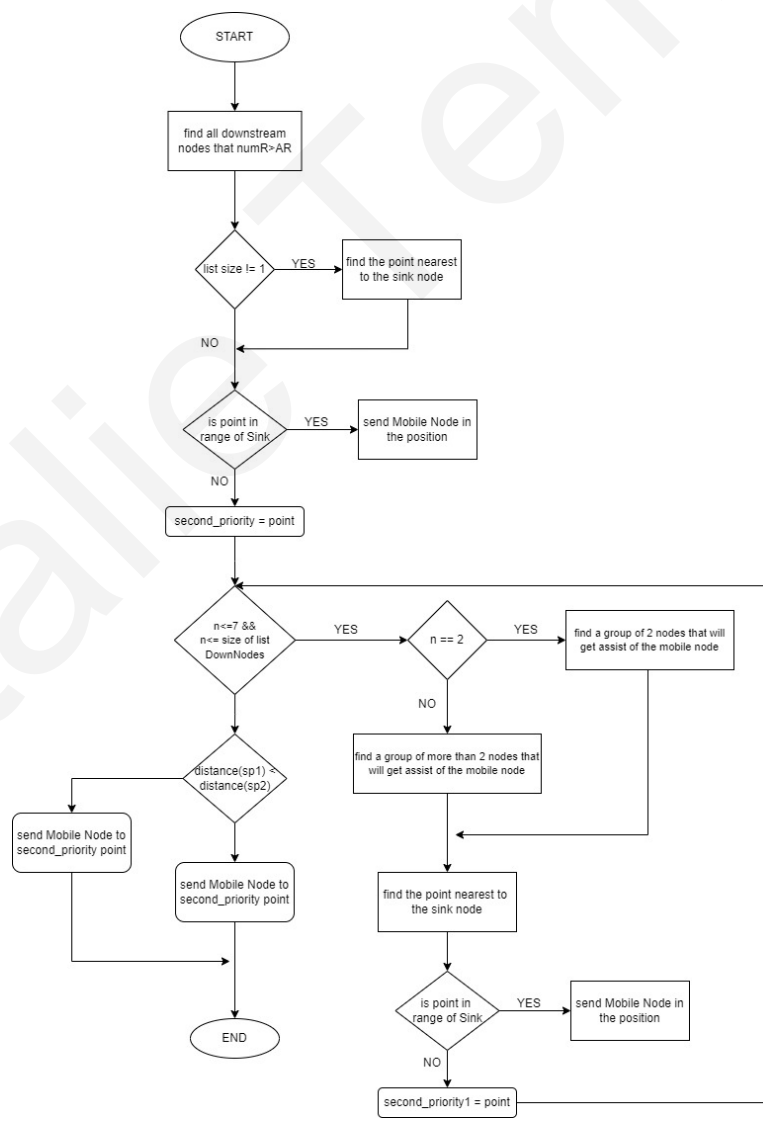 START
find all downstream
nodes that numR>AR
list size != 1
YES
find the point nearest
to the sink node
NO
is point in
range of Sink
YES
send Mobile Node in
the position
NO
second_priority = point
n<=7 &&
n<= size of list
DownNodes
YES
n == 2
YES
find a group of 2 nodes that will
get assist of the mobile node
NO
find a group of more than 2 nodes that
will get assist of the mobile node
distance(sp1) <
distance(sp2)
send Mobile Node to
second_priority point
send Mobile Node to
second_priority point
find the point nearest to
the sink node
is point in
range of Sink
YES
send Mobile Node in
the position
END
NO
second_priority1 = point
alie Ten